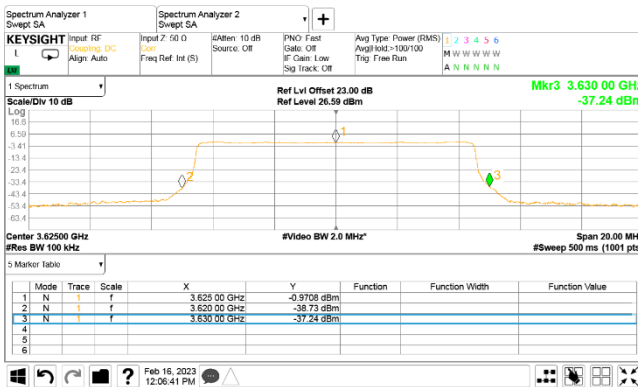 Spectrum Analyzer 1
Swept SA
Spectrum Analyzer 2
Swept SA
KEYSIGHT
L
LXI
Input: RF
Coupling: DC
Align: Auto
Input Z: 50 Ω
Corr
Freq Ref: Int (S)
#Atten: 10 dB
Source: Off
PNO: Fast
Gate: Off
IF Gain: Low
Sig Track: Off
Avg Type: Power (RMS)
Avg|Hold:>100/100
Trig: Free Run
1 2 3 4 5 6
M W W W W W
A N N N N N
1 Spectrum
Scale/Div 10 dB
Ref Lvl Offset 23.00 dB
Ref Level 26.59 dBm
Mkr3 3.630 00 GHz
-37.24 dBm
Log
16.6
6.59
-3.41
-13.4
-23.4
-33.4
-43.4
-53.4
-63.4
1
2
3
Center 3.62500 GHz
#Res BW 100 kHz
#Video BW 2.0 MHz*
Span 20.00 MH
#Sweep 500 ms (1001 pts
5 Marker Table
Mode Trace Scale X Y Function Function Width Function Value
1 N 1 f 3.625 00 GHz -0.9708 dBm
2 N 1 f 3.620 00 GHz -38.73 dBm
3 N 1 f 3.630 00 GHz -37.24 dBm
4
5
6
?
Feb 16, 2023
12:06:41 PM